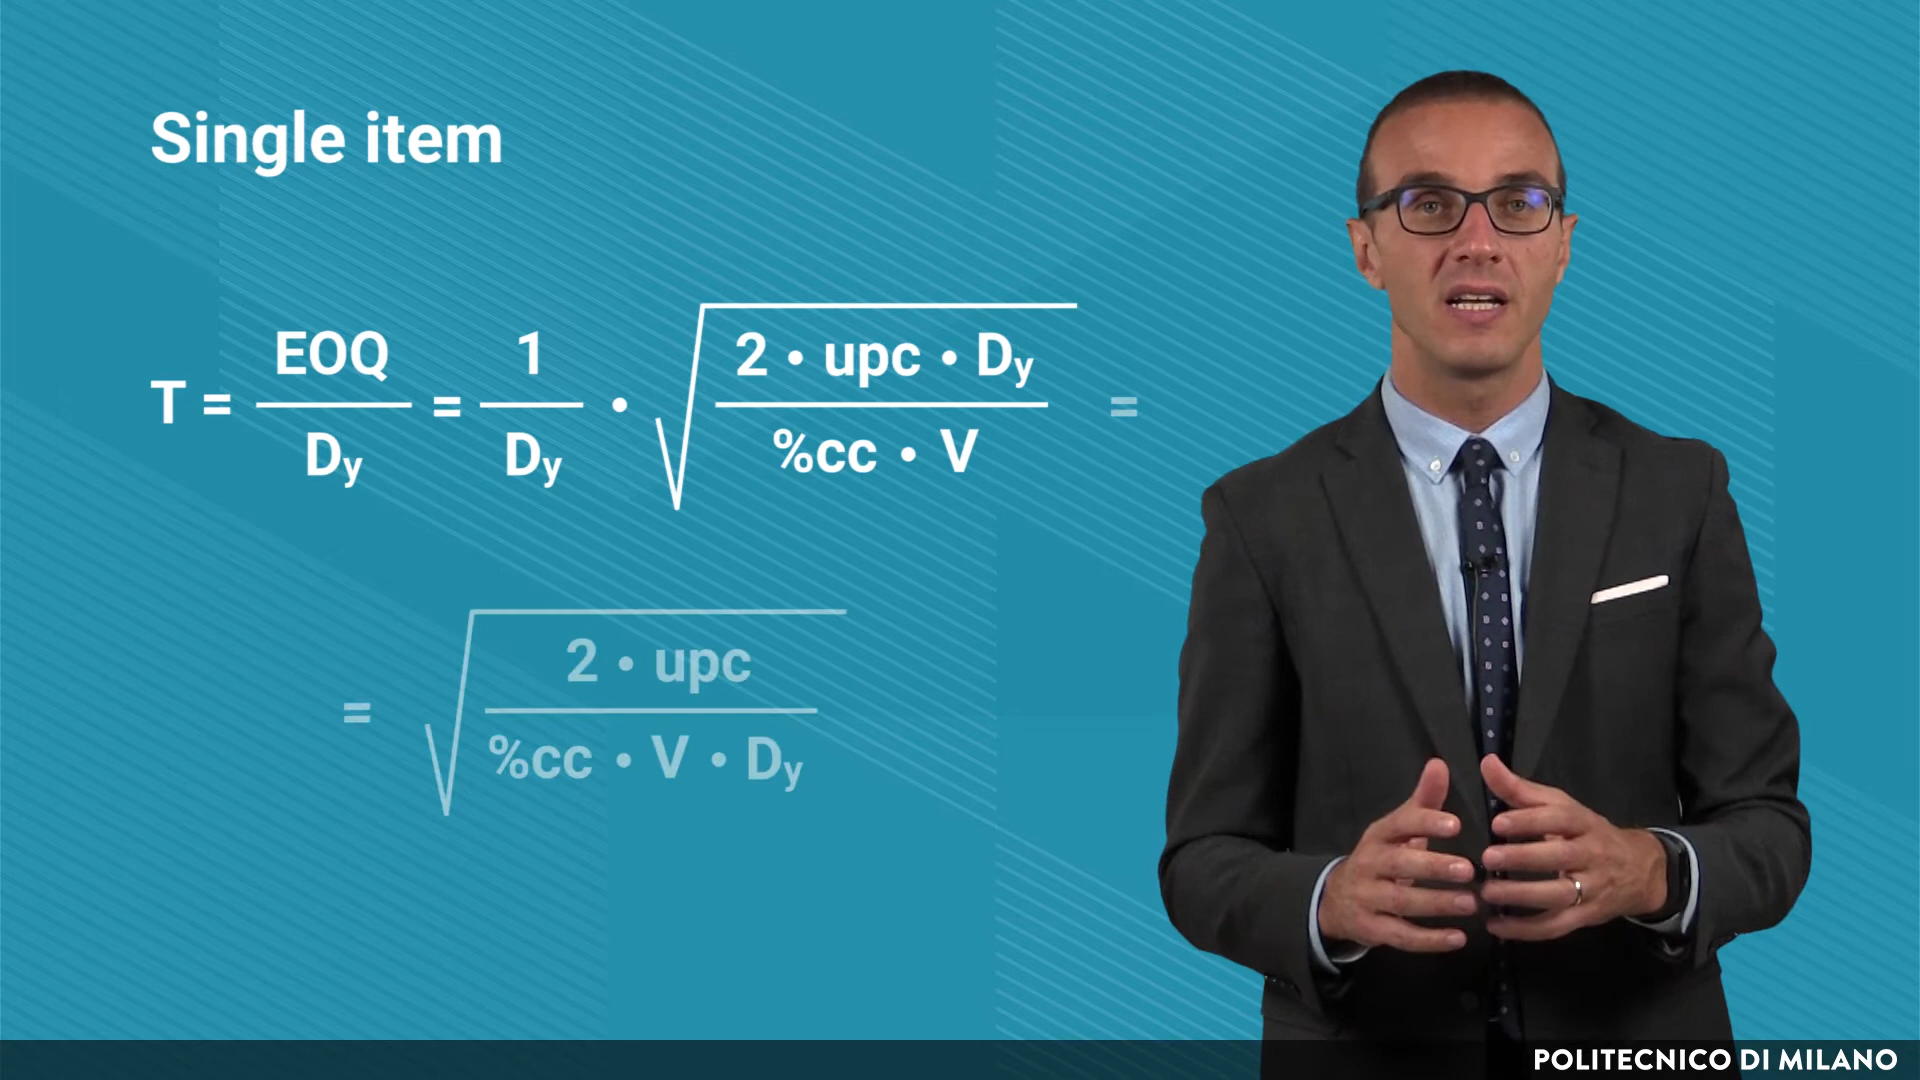 Single item
T = EOQ / Dy = 1 / Dy • √(2 • upc • Dy / %cc • V) =
= √(2 • upc / %cc • V • Dy)
POLITECNICO DI MILANO